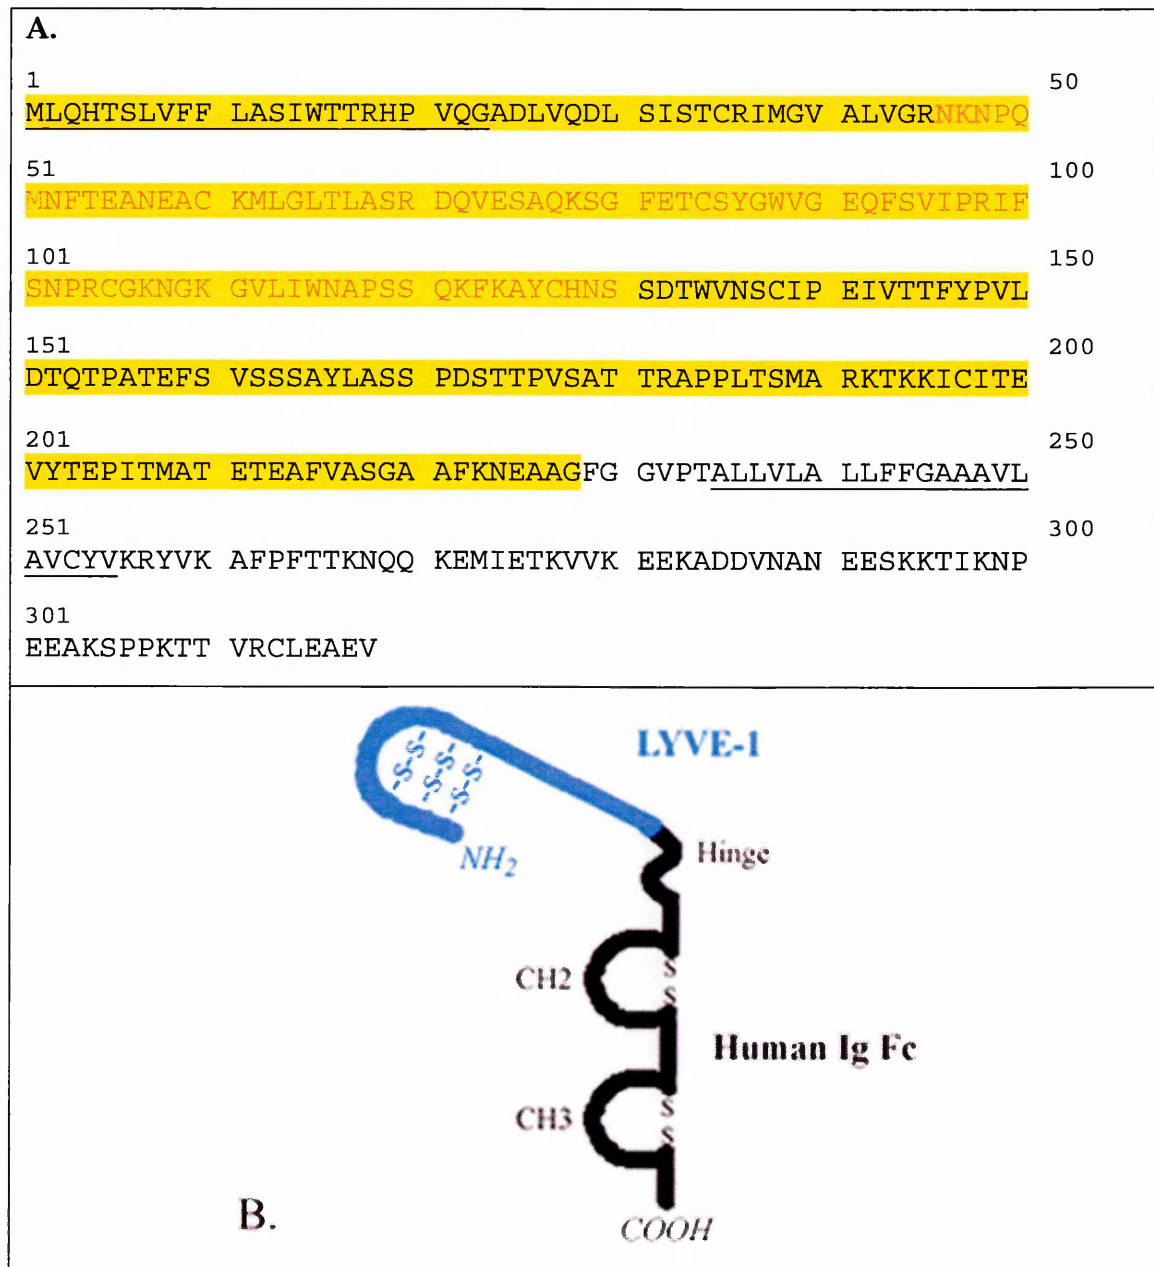 A.
1 50
MLQHTSLVFF LASIWTTRHP VQGADLVQDL SISTCRIMGV ALVGRNKNPQ
51 100
MNFTEANEAC KMLGLTLASR DQVESAQKSG FETCSYGWVG EQFSVIPRIF
101 150
SNPRCGKNGK GVLIWNAPSS QKFKAYCHNS SDTWVNSCIP EIVTTFYPVL
151 200
DTQTPATEFS VSSSAYLASS PDSTTPVSAT TRAPPLTSMA RKTKKICITE
201 250
VYTEPITMAT ETEAFVASGA AFKNEAAGFG GVPTALLVLA LLFFGAAAVL
251 300
AVCYVKRYVK AFPFTTKNQQ KEMIETKVVK EEKADDVNAN EESKKTIKNP
301
EEAKSPPKTT VRCLEAEV
LYVE-1
-S-S-S-
-S-S-S-
NH2
Hinge
CH2
S
S
Human Ig Fc
CH3
S
S
B.
COOH